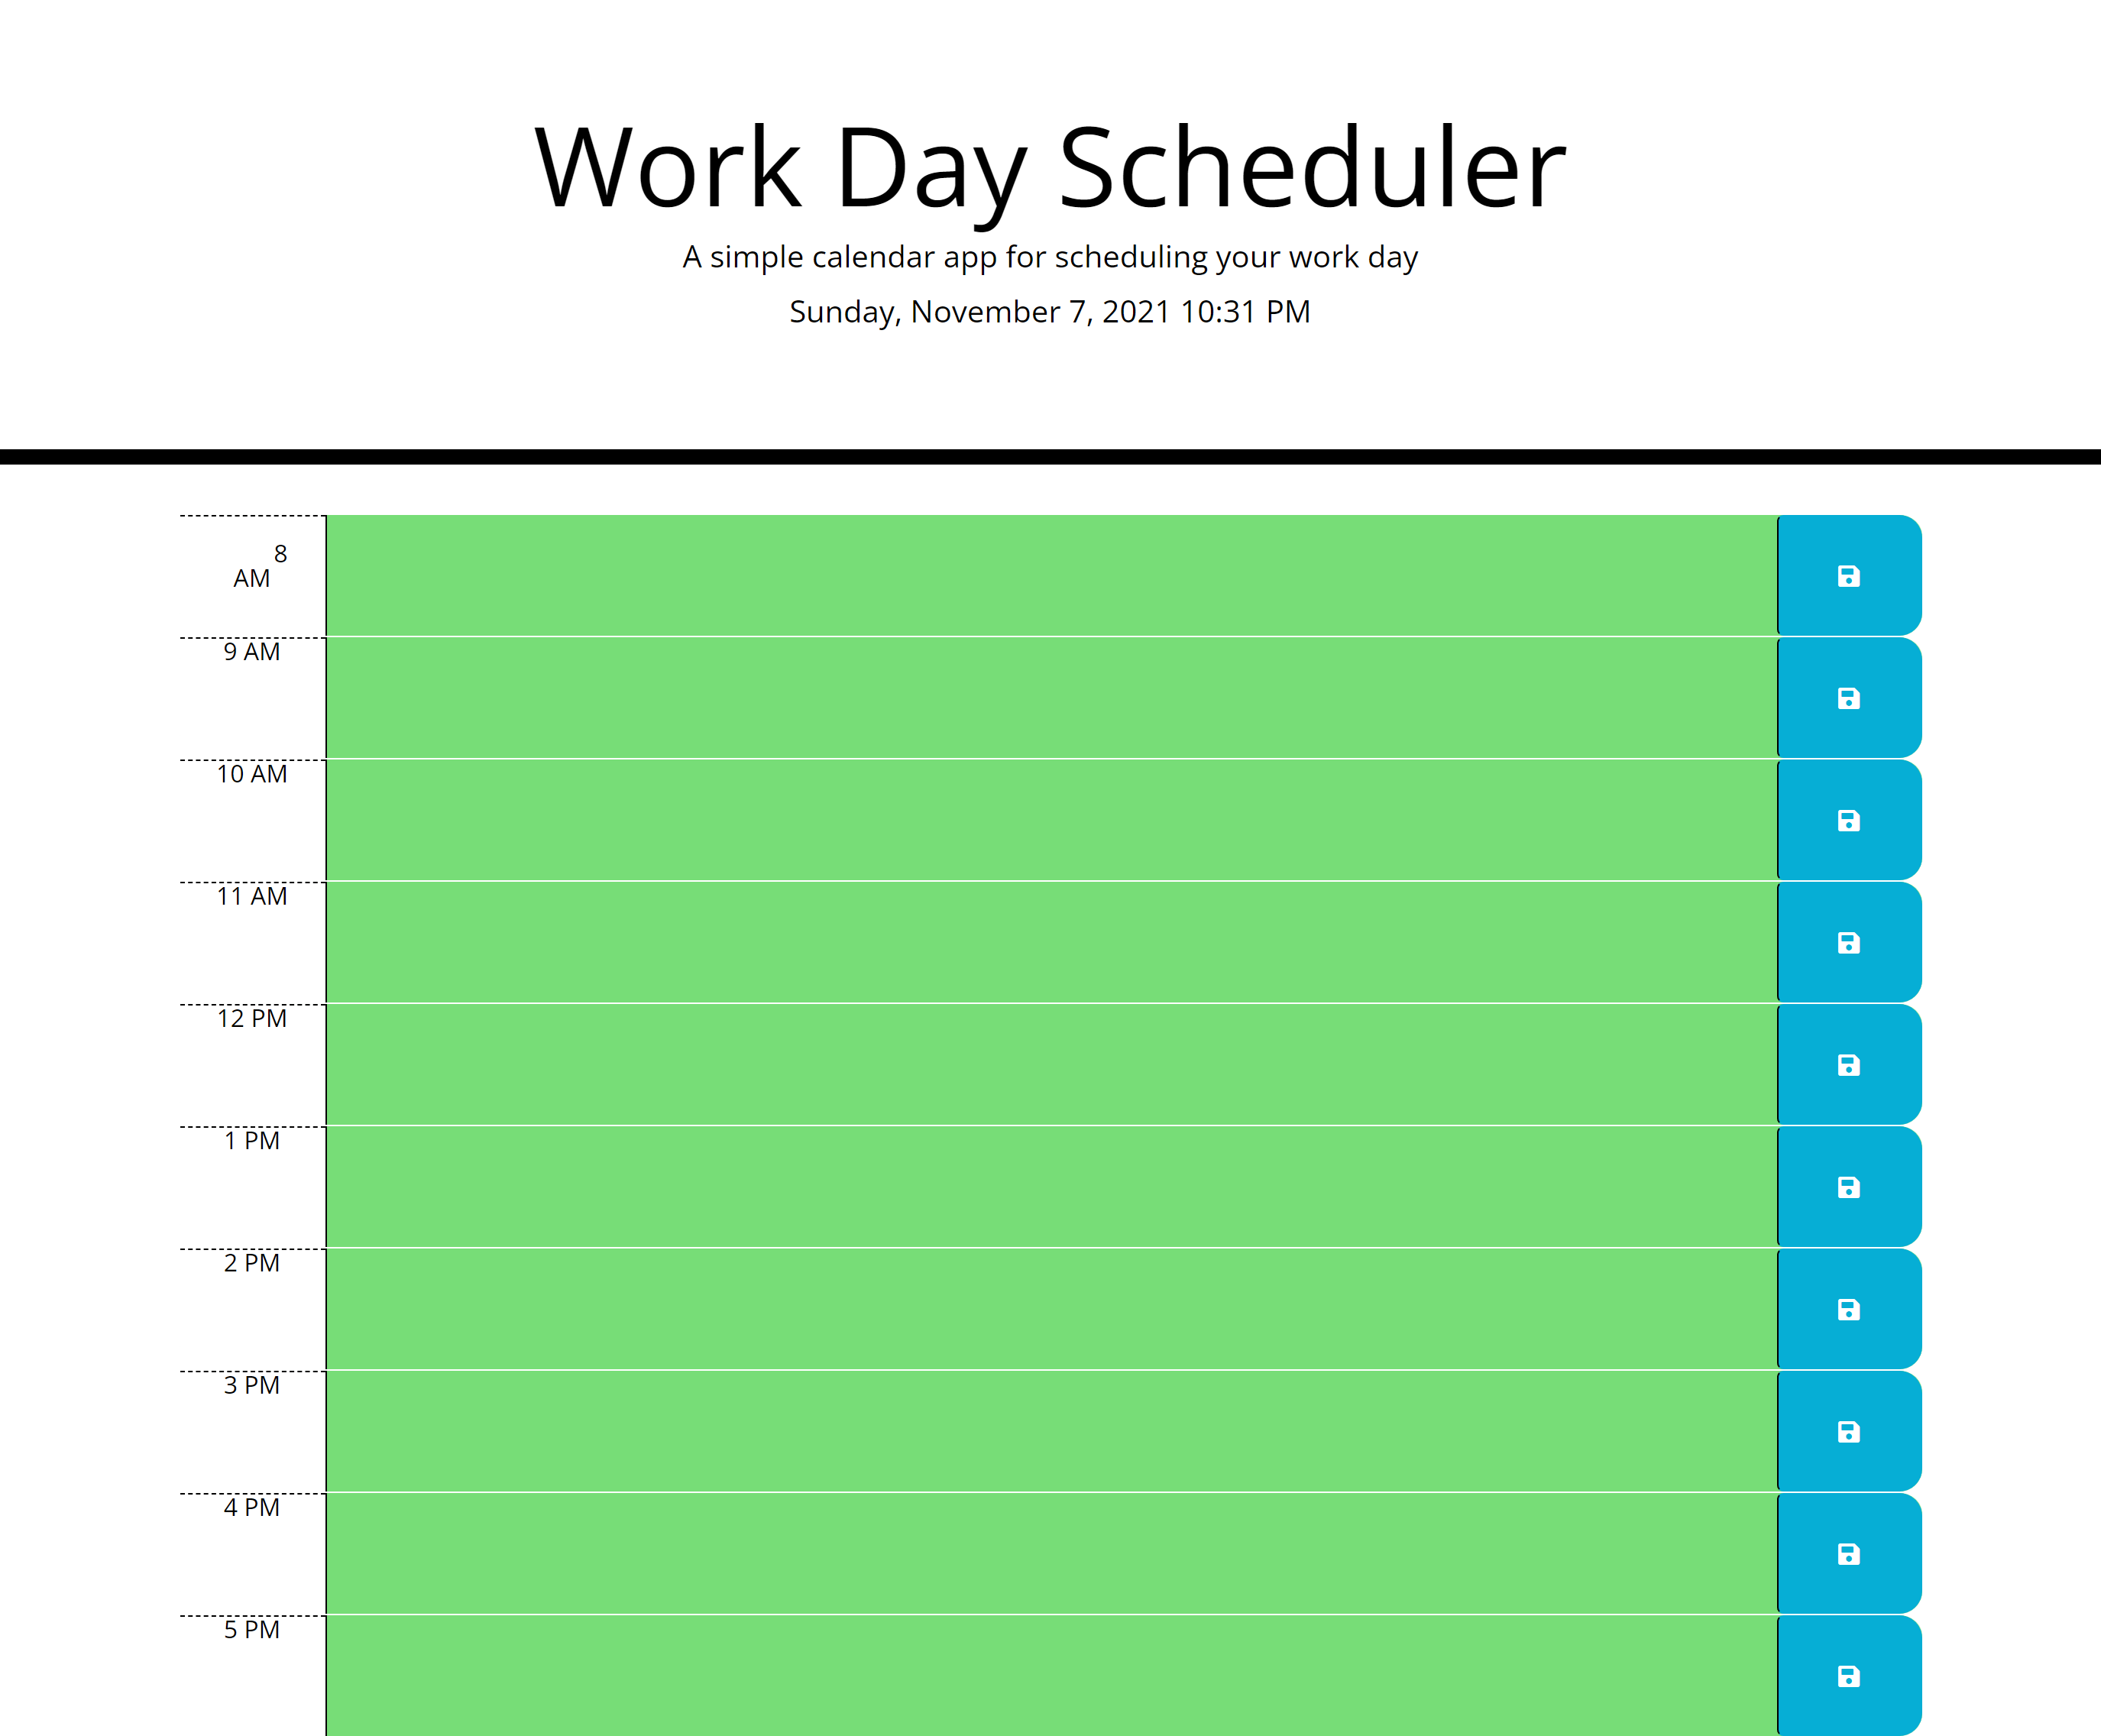 Work Day Scheduler
A simple calendar app for scheduling your work day
Sunday, November 7, 2021 10:31 PM
8
AM
9 AM
10 AM
11 AM
12 PM
1 PM
2 PM
3 PM
4 PM
5 PM